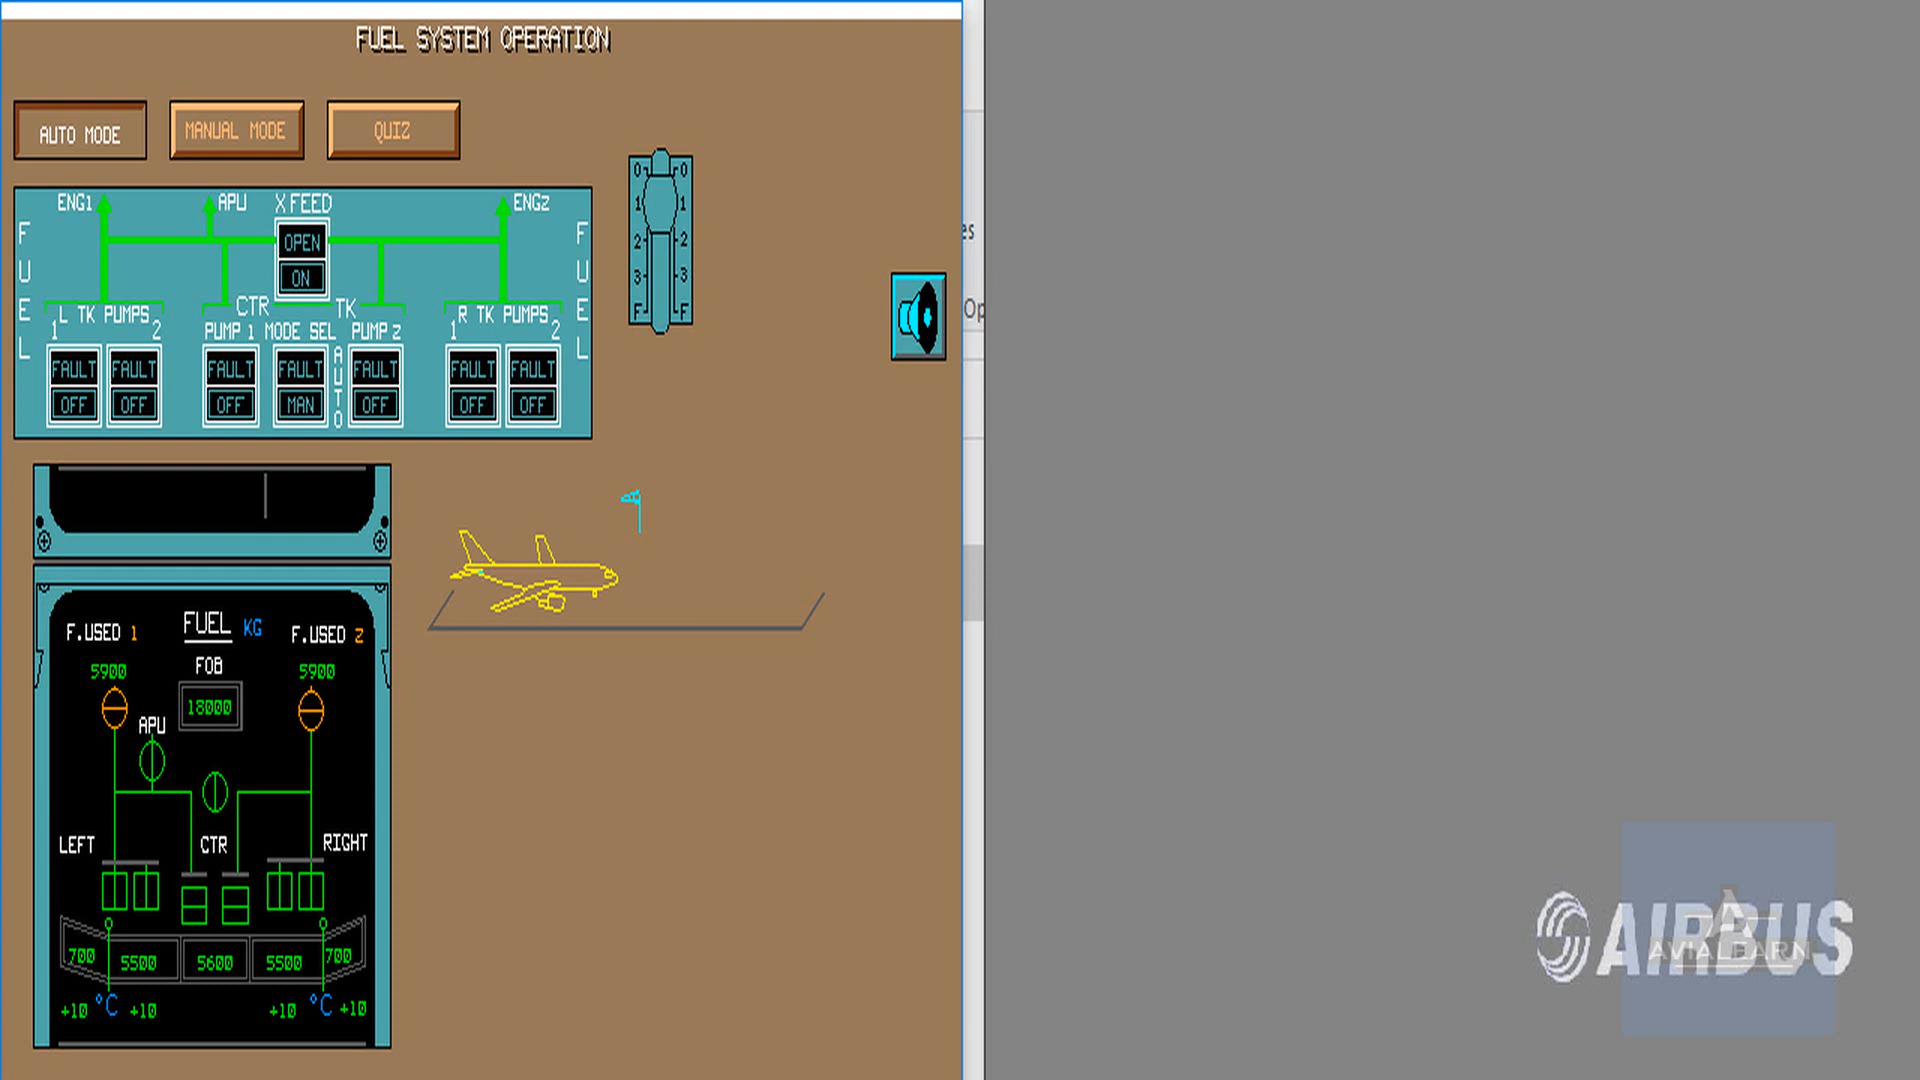 FUEL SYSTEM OPERATION
AUTO MODE
MANUAL MODE
QUIZ
ENG1
APU
X FEED
ENG2
FUEL
FUEL
OPEN
ON
L TK PUMPS
1 2
CTR TK
PUMP 1 MODE SEL PUMP 2
AUTO
R TK PUMPS
1 2
FAULT FAULT FAULT FAULT FAULT FAULT FAULT
OFF OFF OFF MAN OFF OFF OFF
0 0
1 1
2 2
3 3
F F
es
Op
F.USED 1
FUEL KG
F.USED 2
5900
FOB
5900
18000
APU
LEFT
CTR
RIGHT
700 5500 5600 5500 700
+10 °C +10
+10 °C +10
AIRBUS
AVIALEARN